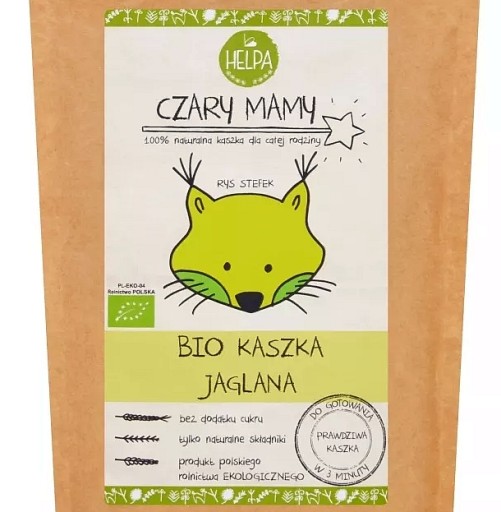 HELPA
CZARY MAMY
100% naturalna kaszka dla całej rodziny
RYS STEFEK
PL-EKO-04
Rolnictwo POLSKA
BIO KASZKA
JAGLANA
bez dodatku cukru
tylko naturalne składniki
produkt polskiego
rolnictwa EKOLOGICZNEGO
DO GOTOWANIA
PRAWDZIWA
KASZKA
W 3 MINUTY